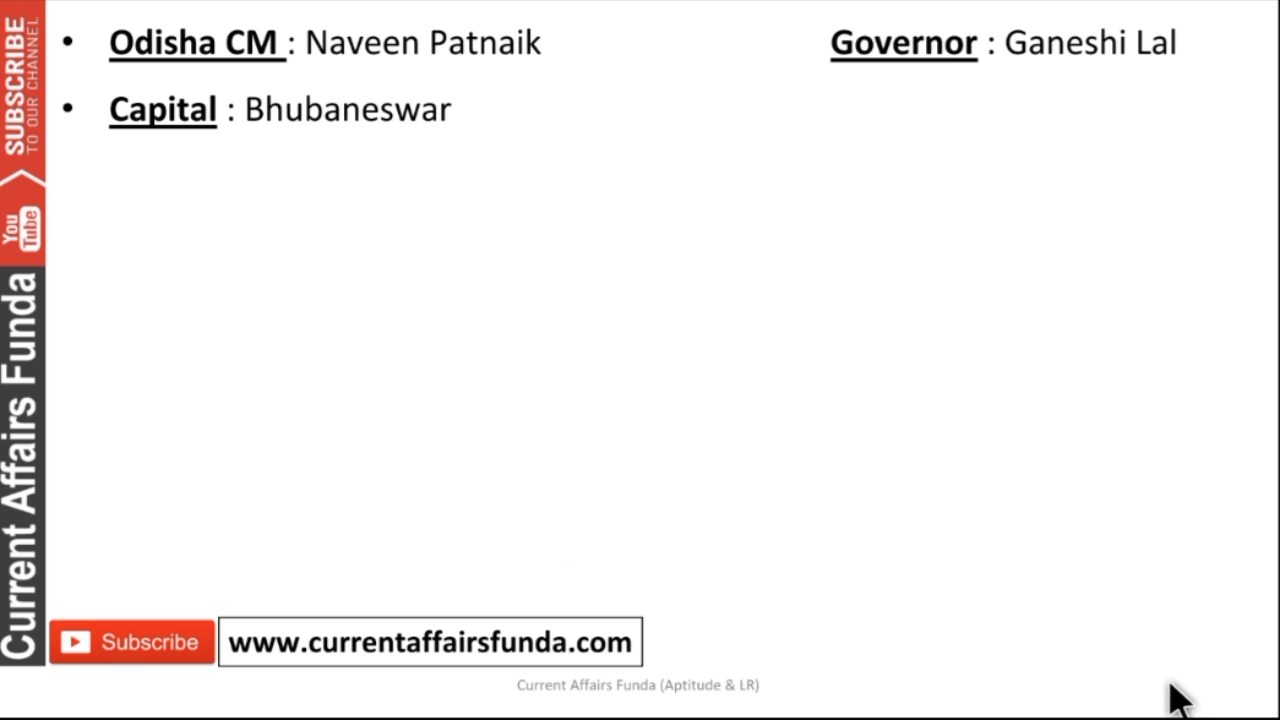 • Odisha CM : Naveen Patnaik Governor : Ganeshi Lal
• Capital : Bhubaneswar
SUBSCRIBE
TO OUR CHANNEL
You
Tube
Current Affairs Funda
Subscribe
www.currentaffairsfunda.com
Current Affairs Funda (Aptitude & LR)